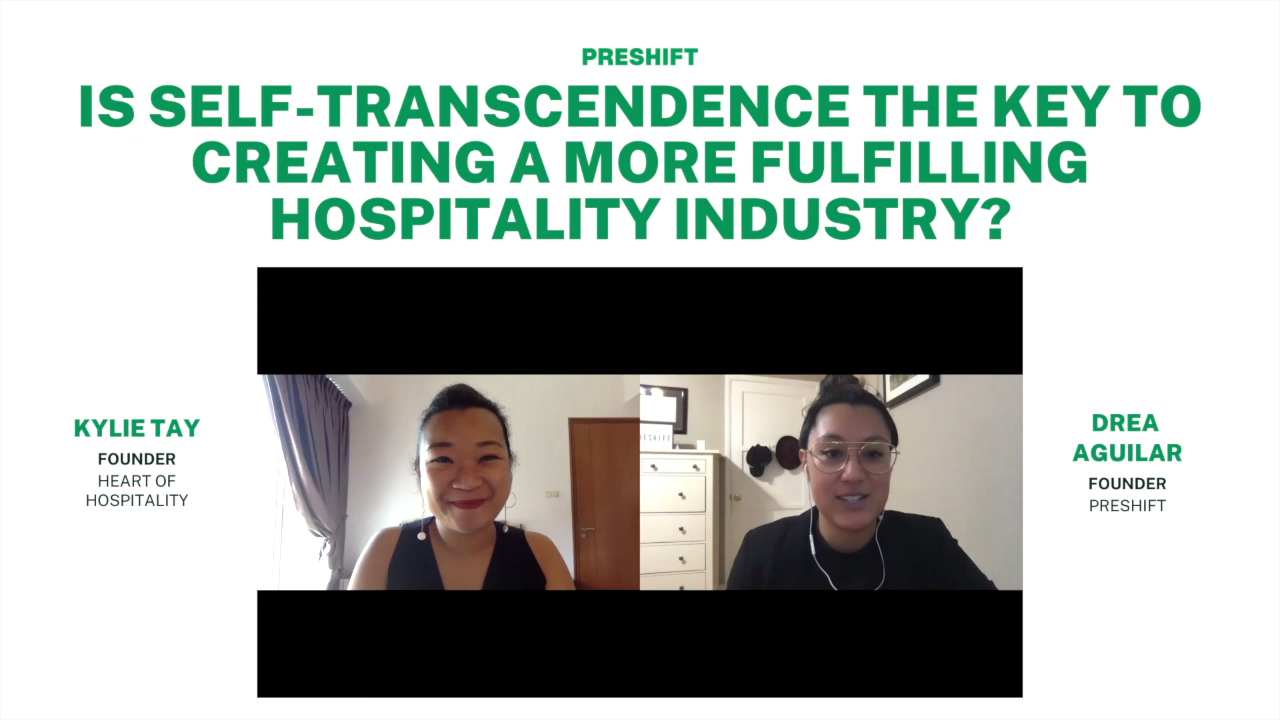 PRESHIFT
IS SELF-TRANSCENDENCE THE KEY TO
CREATING A MORE FULFILLING
HOSPITALITY INDUSTRY?
KYLIE TAY
FOUNDER
HEART OF
HOSPITALITY
DREA
AGUILAR
FOUNDER
PRESHIFT